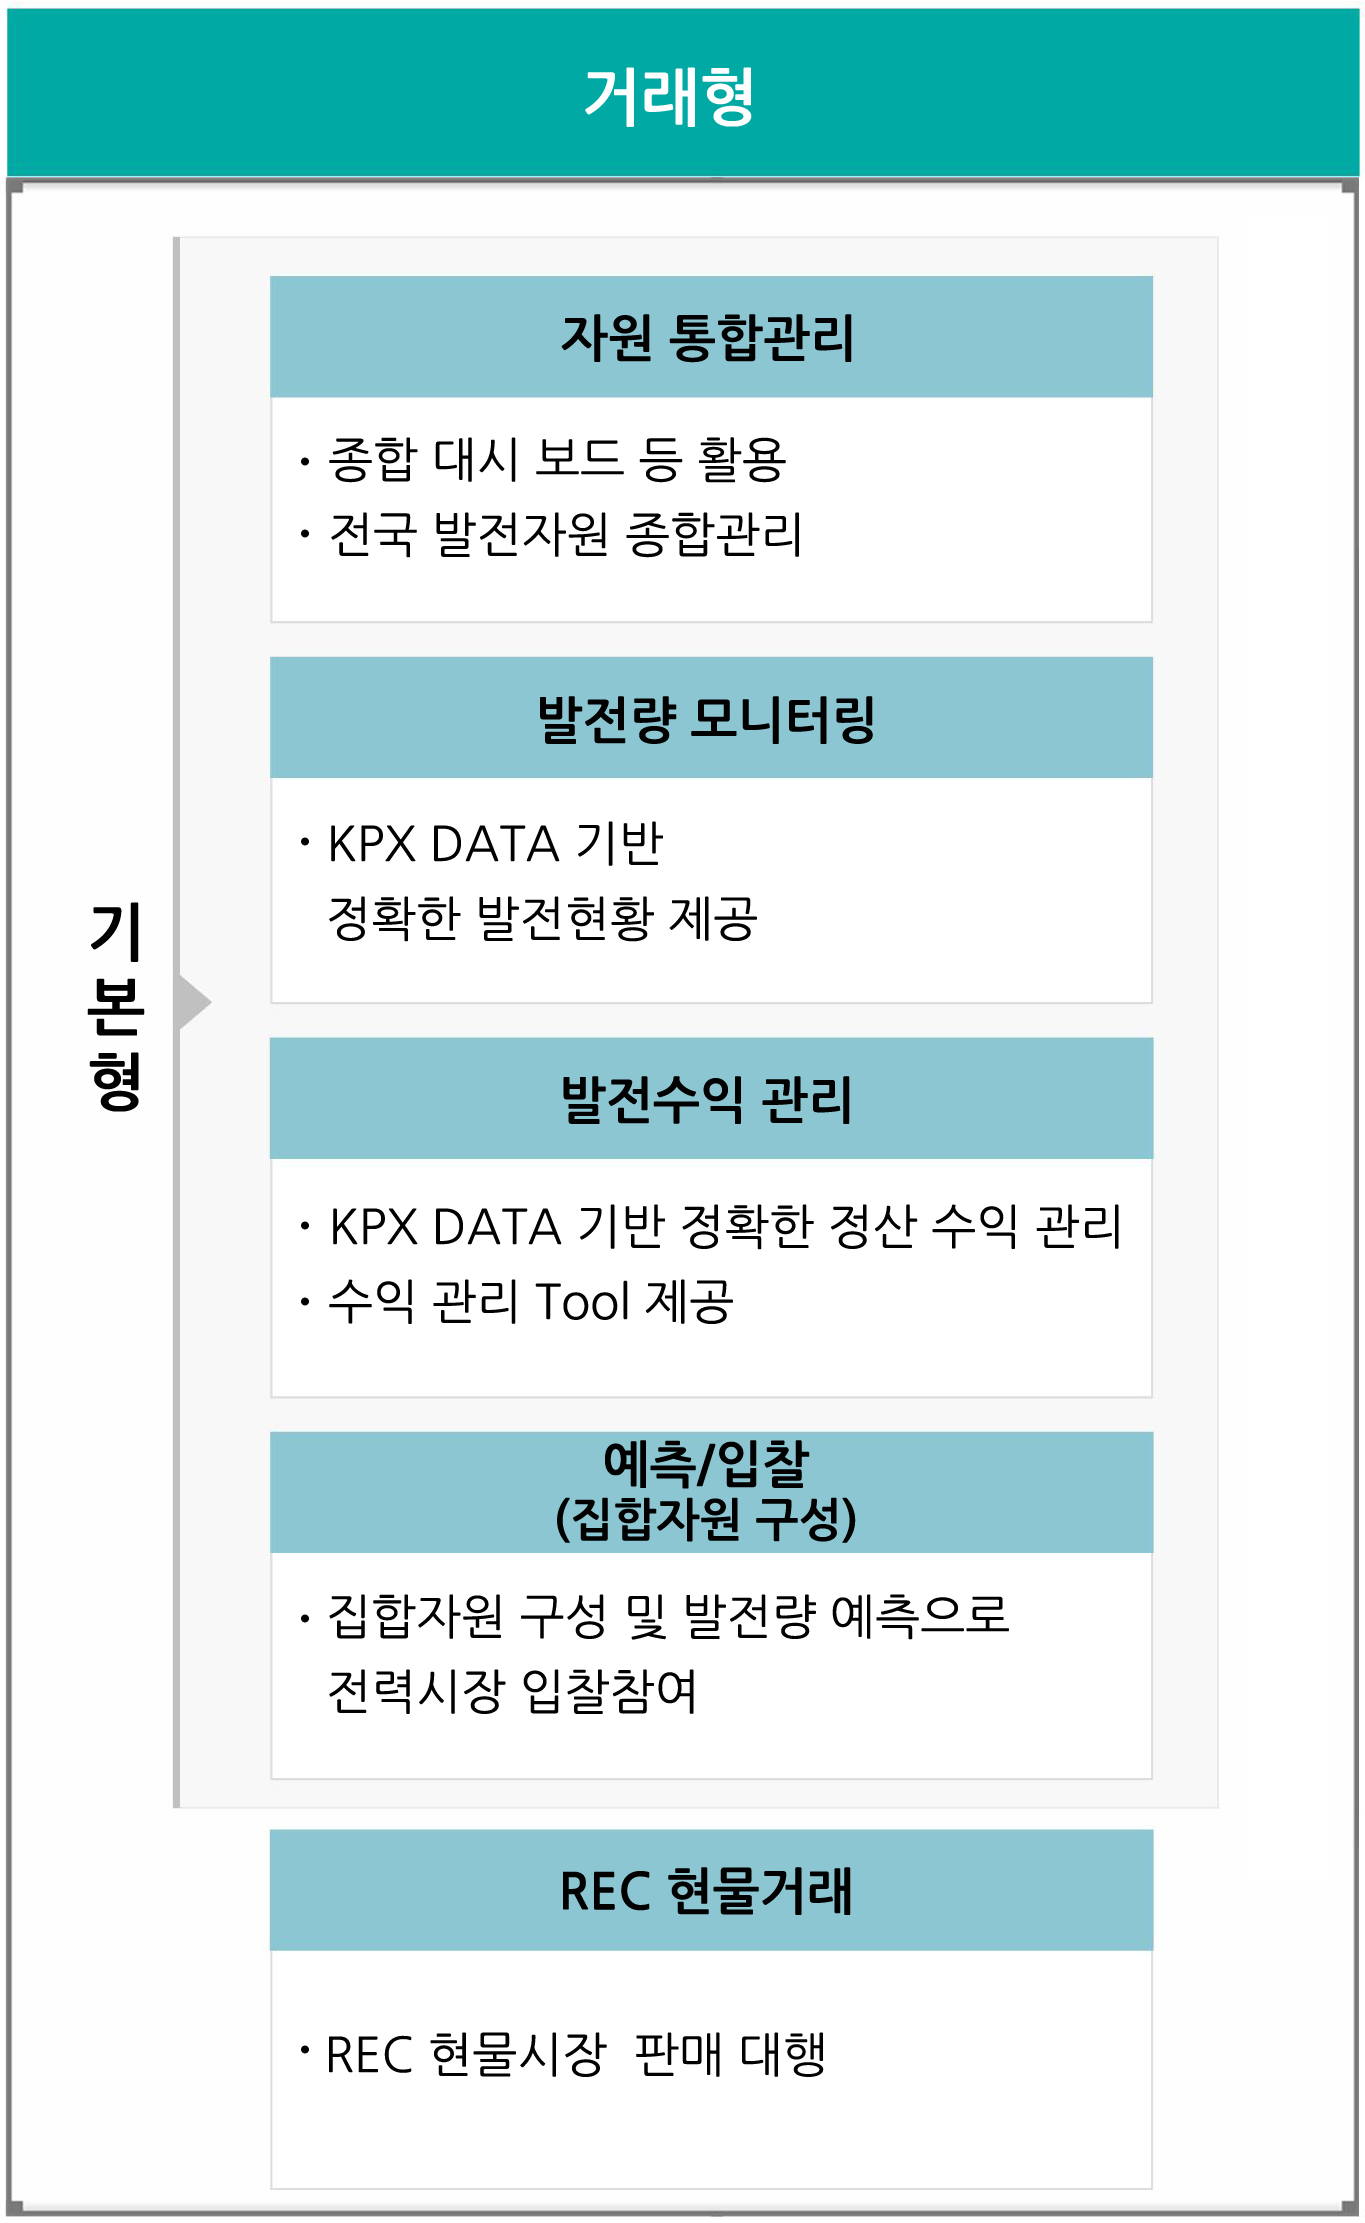 거래형
기
본
형
자원 통합관리
· 종합 대시 보드 등 활용
· 전국 발전자원 종합관리
발전량 모니터링
· KPX DATA 기반
정확한 발전현황 제공
발전수익 관리
· KPX DATA 기반 정확한 정산 수익 관리
· 수익 관리 Tool 제공
예측/입찰
(집합자원 구성)
· 집합자원 구성 및 발전량 예측으로
전력시장 입찰참여
REC 현물거래
· REC 현물시장 판매 대행